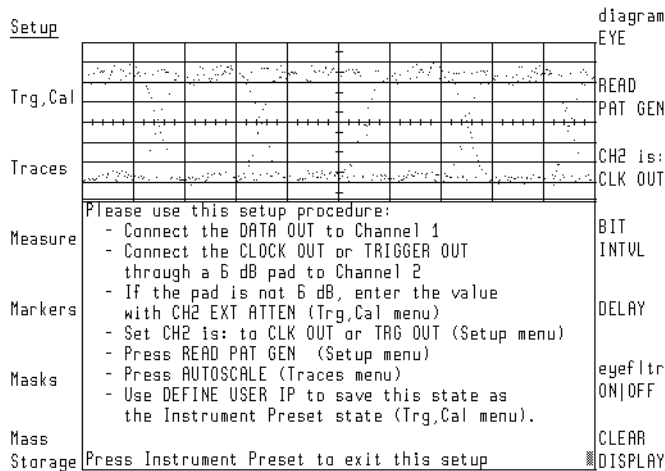 Setup
Trg,Cal
Traces
Measure
Markers
Masks
Mass
Storage
Please use this setup procedure:
- Connect the DATA OUT to Channel 1
- Connect the CLOCK OUT or TRIGGER OUT
through a 6 dB pad to Channel 2
- If the pad is not 6 dB, enter the value
with CH2 EXT ATTEN (Trg,Cal menu)
- Set CH2 is: to CLK OUT or TRG OUT (Setup menu)
- Press READ PAT GEN (Setup menu)
- Press AUTOSCALE (Traces menu)
- Use DEFINE USER IP to save this state as
the Instrument Preset state (Trg,Cal menu).
Press Instrument Preset to exit this setup
diagram
EYE
READ
PAT GEN
CH2 is:
CLK OUT
BIT
INTVL
DELAY
eyefltr
ON|OFF
CLEAR
DISPLAY